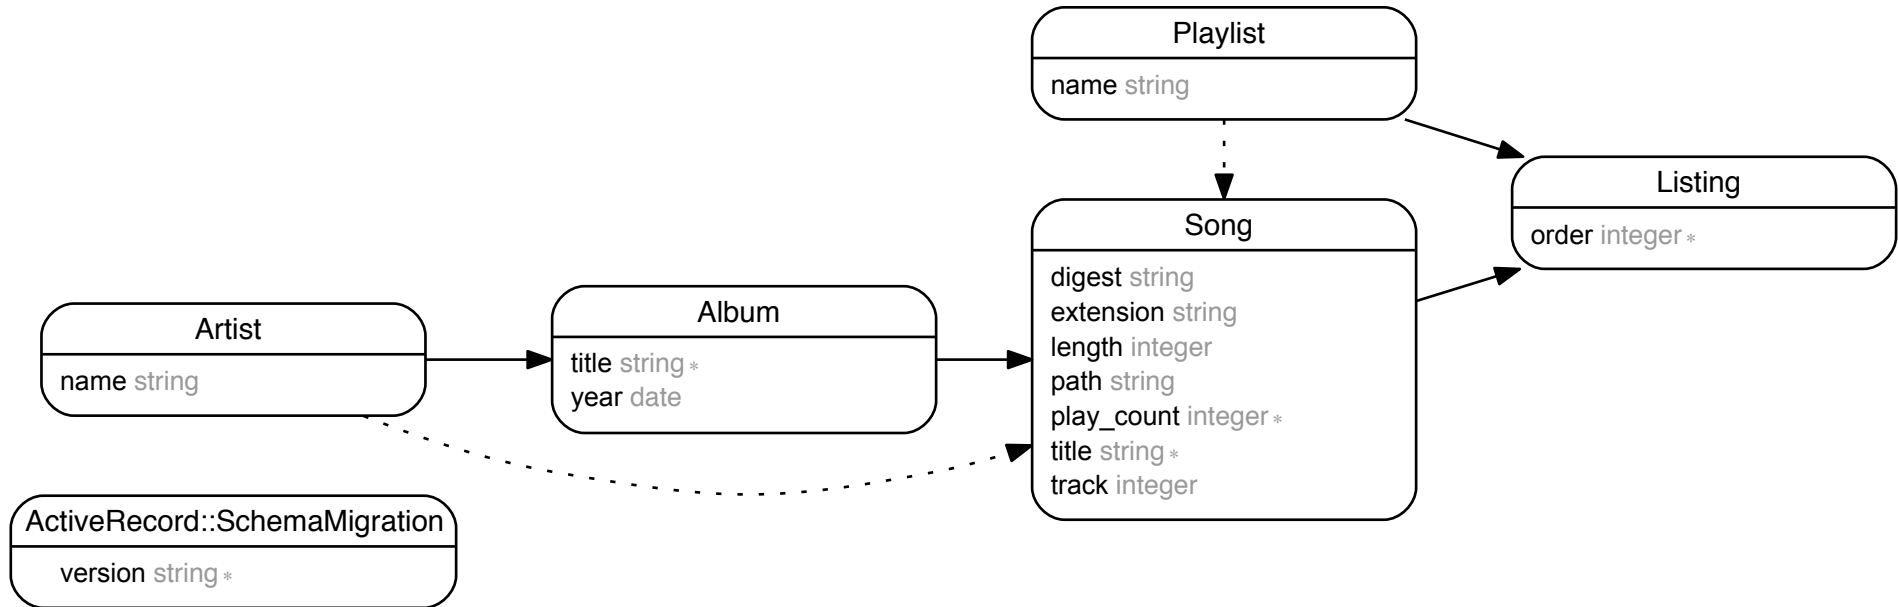 Playlist
name string
Listing
order integer *
Song
digest string
extension string
length integer
path string
play_count integer *
title string *
track integer
Album
title string *
year date
Artist
name string
ActiveRecord::SchemaMigration
version string *